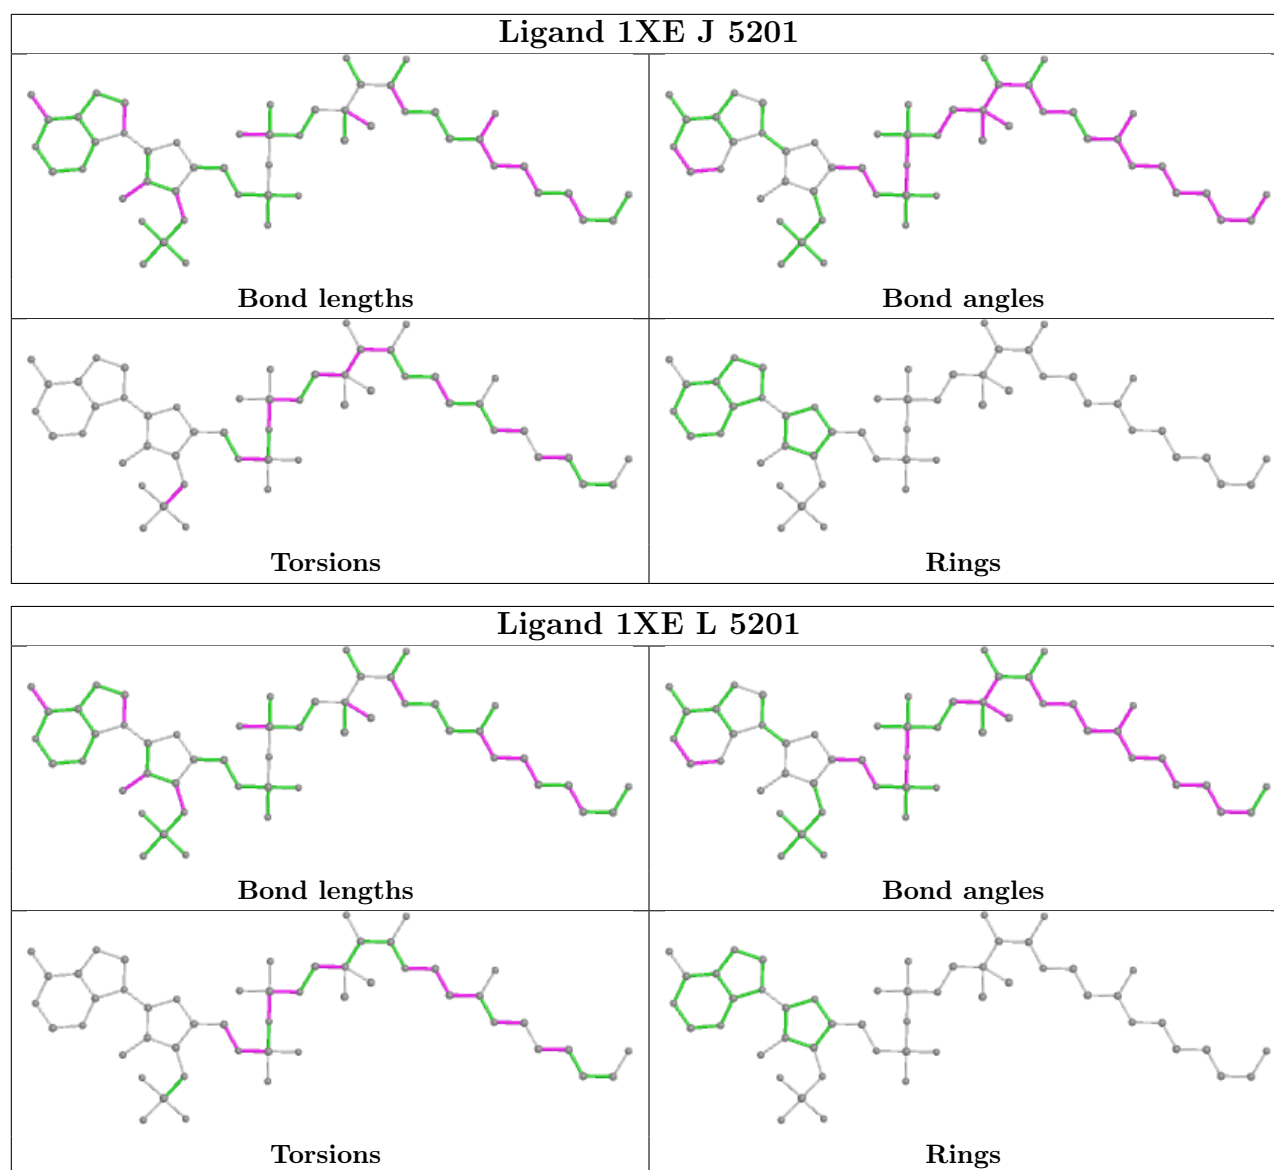 Ligand 1XE J 5201
Bond lengths
Bond angles
Torsions
Rings
Ligand 1XE L 5201
Bond lengths
Bond angles
Torsions
Rings